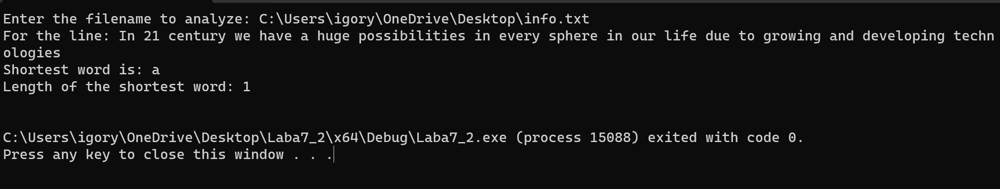 Enter the filename to analyze: C:\Users\igory\OneDrive\Desktop\info.txt
For the line: In 21 century we have a huge possibilities in every sphere in our life due to growing and developing techn
ologies
Shortest word is: a
Length of the shortest word: 1
C:\Users\igory\OneDrive\Desktop\Laba7_2\x64\Debug\Laba7_2.exe (process 15088) exited with code 0.
Press any key to close this window . . .